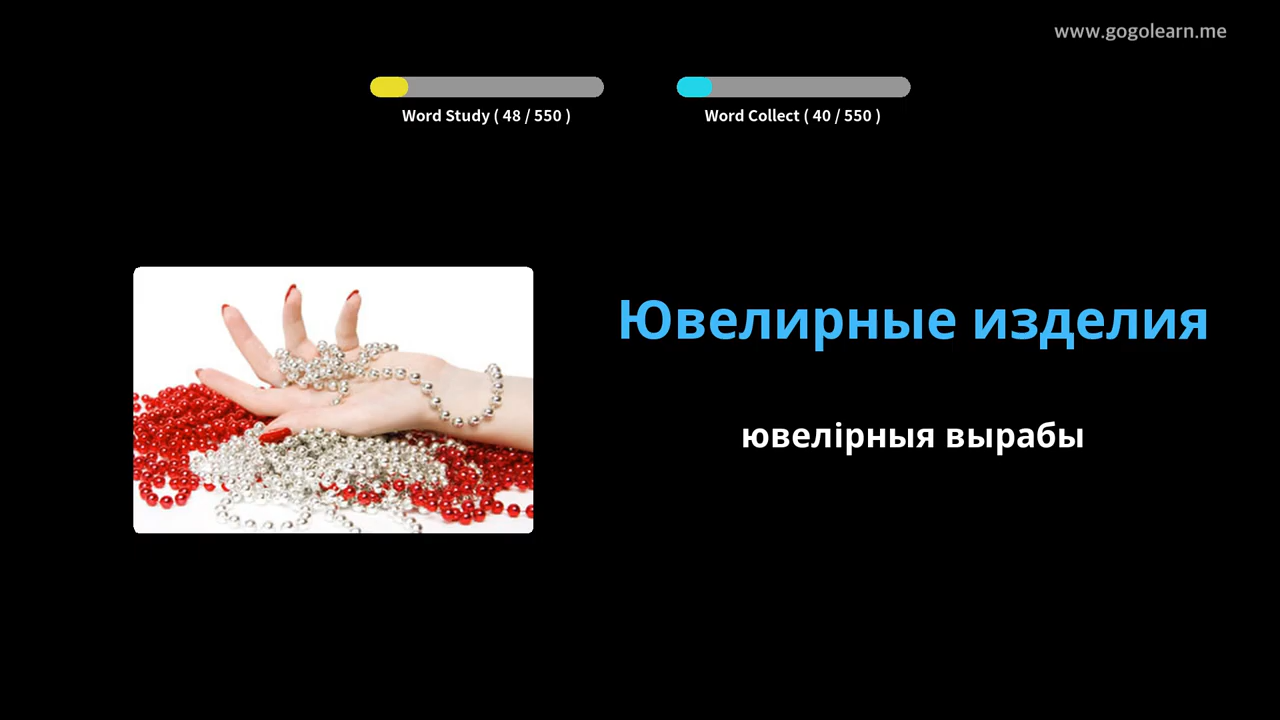 www.gogolearn.me
Word Study ( 48 / 550 )
Word Collect ( 40 / 550 )
Ювелирные изделия
ювелірныя вырабы